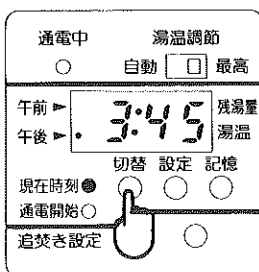 通電中 湯温調節
自動 最高
午前 3:45 残湯量
午後 湯温
切替 設定 記憶
現在時刻
通電開始
追焚き設定